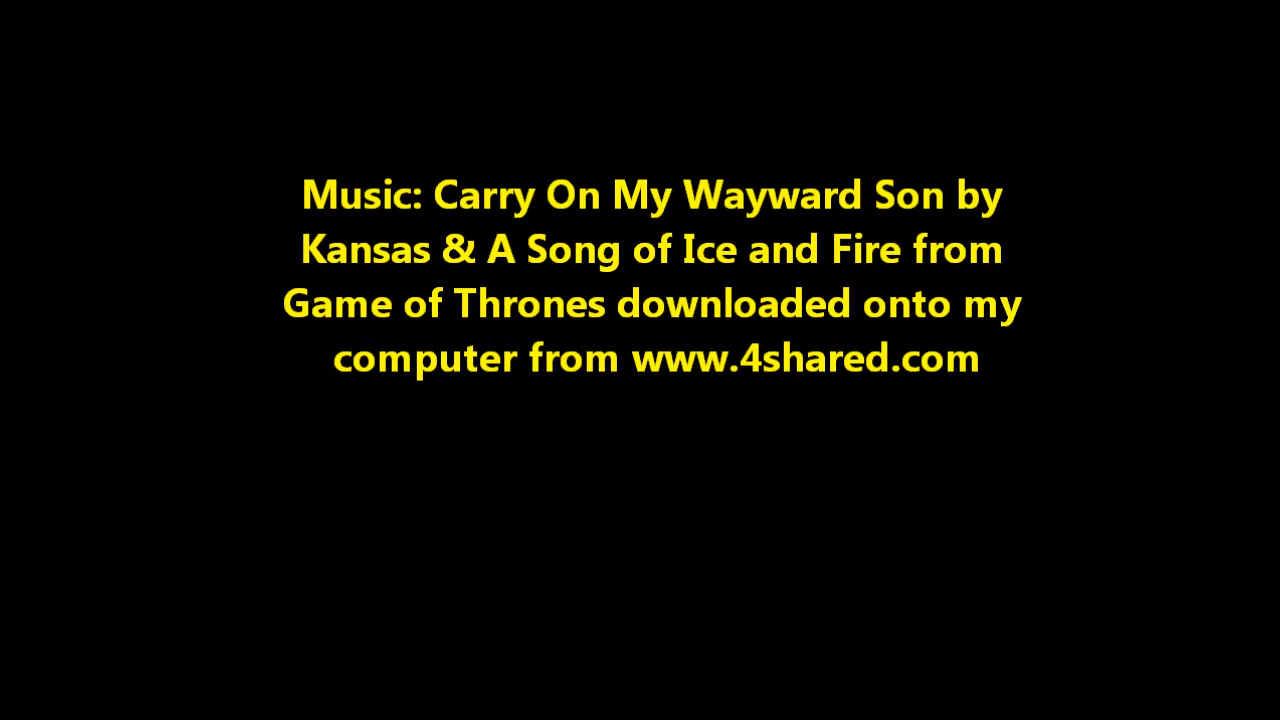 Music: Carry On My Wayward Son by
Kansas & A Song of Ice and Fire from
Game of Thrones downloaded onto my
computer from www.4shared.com